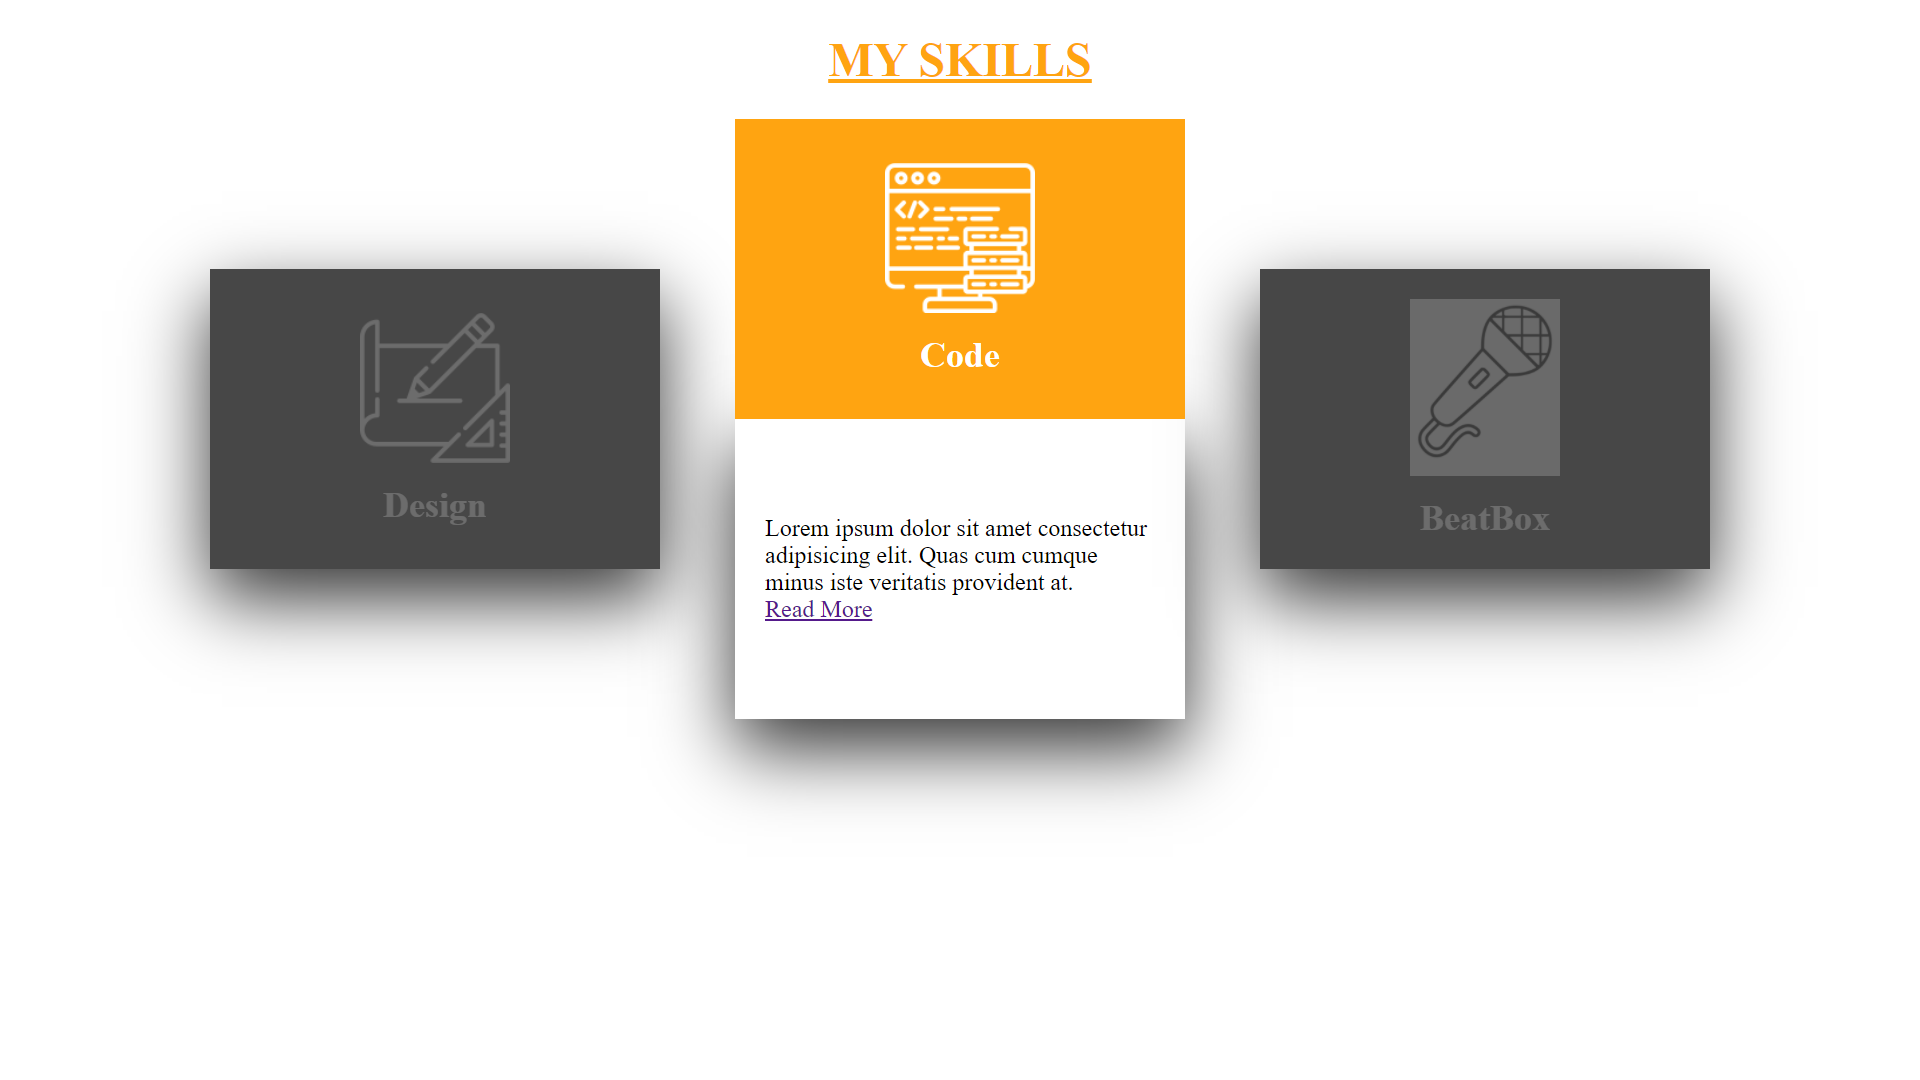 MY SKILLS
</>
Code
Design
BeatBox
Lorem ipsum dolor sit amet consectetur
adipisicing elit. Quas cum cumque
minus iste veritatis provident at.
Read More